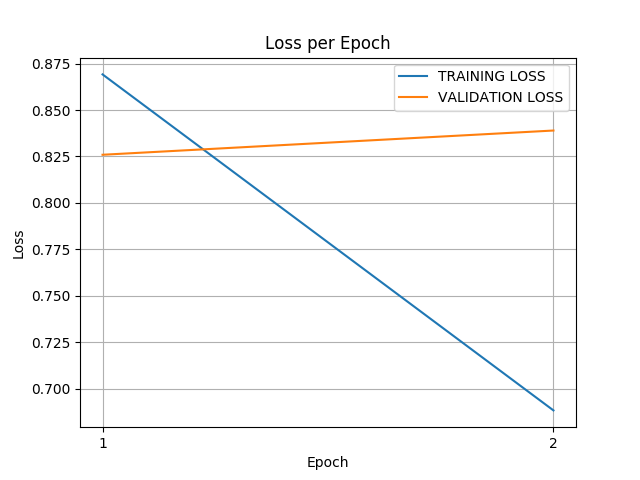 Loss per Epoch
TRAINING LOSS
VALIDATION LOSS
0.875
0.850
0.825
0.800
0.775
0.750
0.725
0.700
Loss
1
2
Epoch